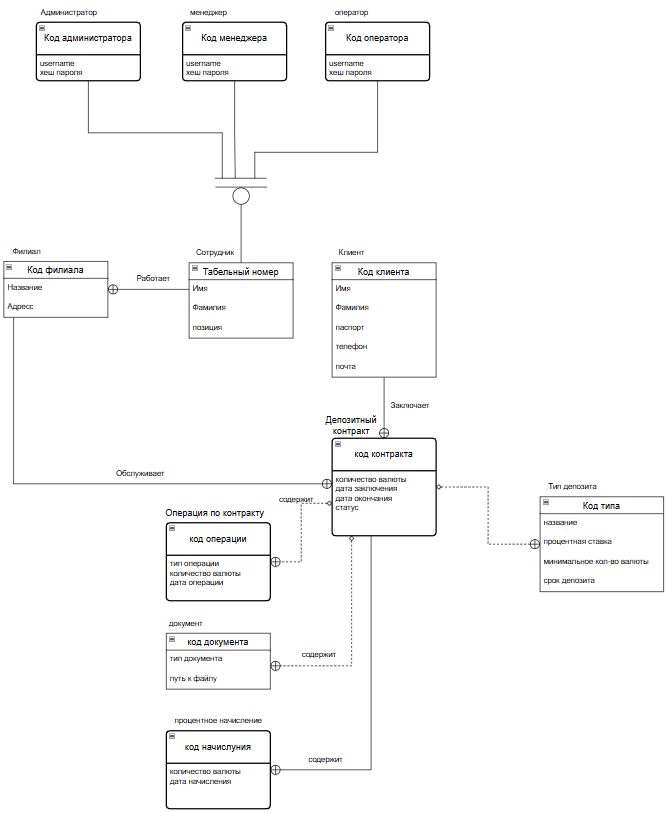 Администратор
Код администратора
username
хеш пароля
менеджер
Код менеджера
username
хеш пароля
оператор
Код оператора
username
хеш пароля
Филиал
Код филиала
Название
Адресс
Работает
Сотрудник
Табельный номер
Имя
Фамилия
позиция
Клиент
Код клиента
Имя
Фамилия
паспорт
телефон
почта
Заключает
Депозитный
контракт
код контракта
количество валюты
дата заключения
дата окончания
статус
Обслуживает
содержит
Тип депозита
Код типа
название
процентная ставка
минимальное кол-во валюты
срок депозита
Операция по контракту
код операции
тип операции
количество валюты
дата операции
документ
код документа
тип документа
путь к файлу
содержит
процентное начисление
код начислуния
количество валюты
дата начисления
содержит